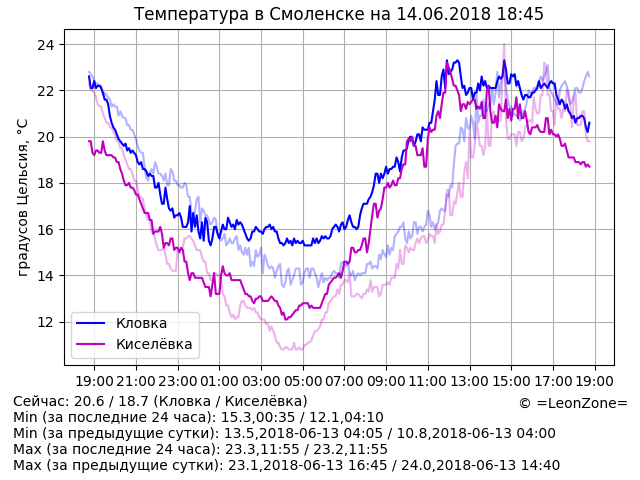 Температура в Смоленске на 14.06.2018 18:45
градусов Цельсия, °C
24
22
20
18
16
14
12
Кловка
Киселёвка
19:00 21:00 23:00 01:00 03:00 05:00 07:00 09:00 11:00 13:00 15:00 17:00 19:00
Сейчас: 20.6 / 18.7 (Кловка / Киселёвка)
© =LeonZone=
Min (за последние 24 часа): 15.3,00:35 / 12.1,04:10
Min (за предыдущие сутки): 13.5,2018-06-13 04:05 / 10.8,2018-06-13 04:00
Max (за последние 24 часа): 23.3,11:55 / 23.2,11:55
Max (за предыдущие сутки): 23.1,2018-06-13 16:45 / 24.0,2018-06-13 14:40